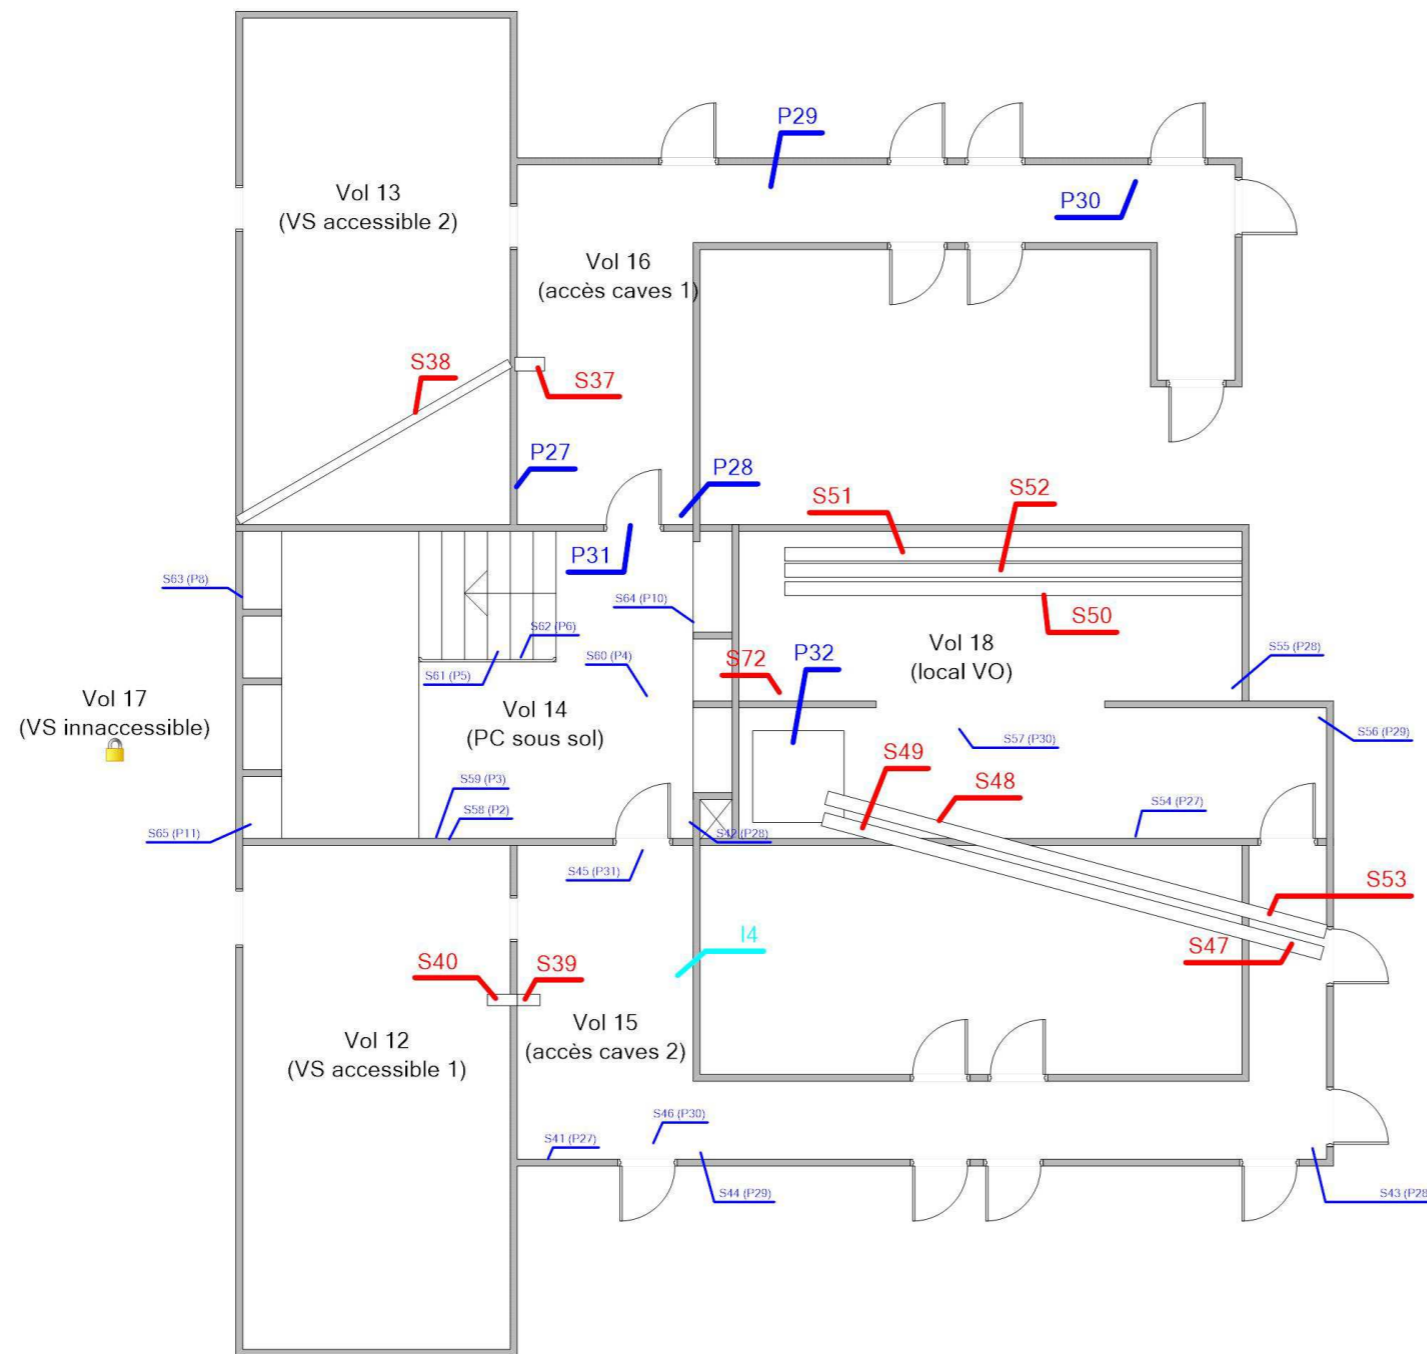 P29
P30
Vol 13
(VS accessible 2)
Vol 16
(accès caves 1)
S38
S37
P27
P28
S51
S52
P31
S63 (P8)
S64 (P10)
S50
S62 (P6)
S61 (P5)
S60 (P4)
S72
P32
Vol 18
(local VO)
S55 (P28)
Vol 17
(VS innaccessible)
Vol 14
(PC sous sol)
S57 (P30)
S56 (P29)
S49
S48
S59 (P3)
S58 (P2)
S54 (P27)
S65 (P11)
S42 (P28)
S45 (P31)
S53
I4
S47
S40
S39
Vol 12
(VS accessible 1)
Vol 15
(accès caves 2)
S46 (P30)
S41 (P27)
S44 (P29)
S43 (P28